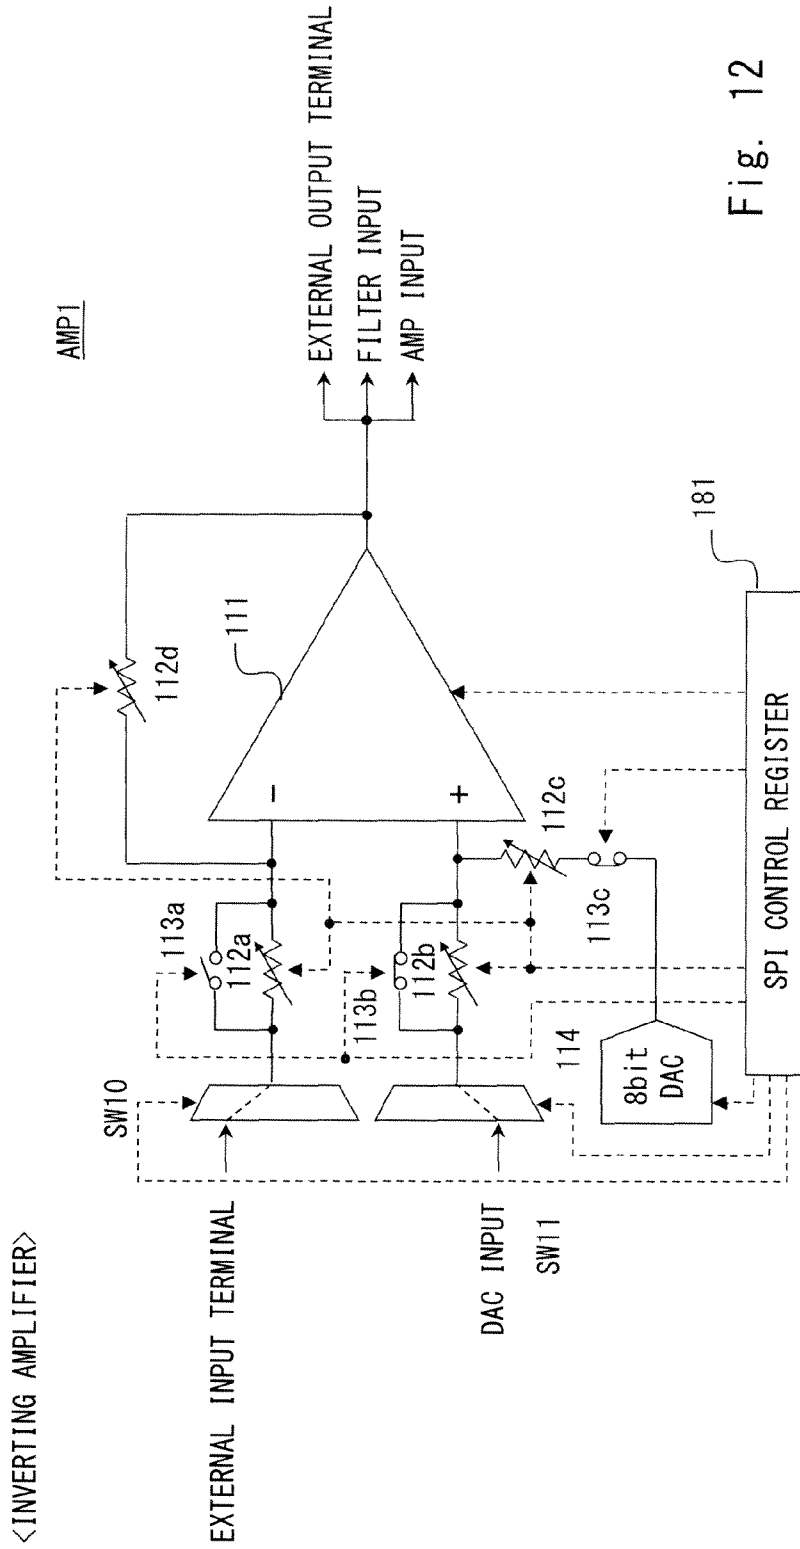 <INVERTING AMPLIFIER>
AMP1
EXTERNAL INPUT TERMINAL
SW10
113a
112a
112d
111
−
EXTERNAL OUTPUT TERMINAL
FILTER INPUT
AMP INPUT
DAC INPUT
SW11
113b
112b
+
112c
113c
114
8bit
DAC
181
SPI CONTROL REGISTER
Fig. 12